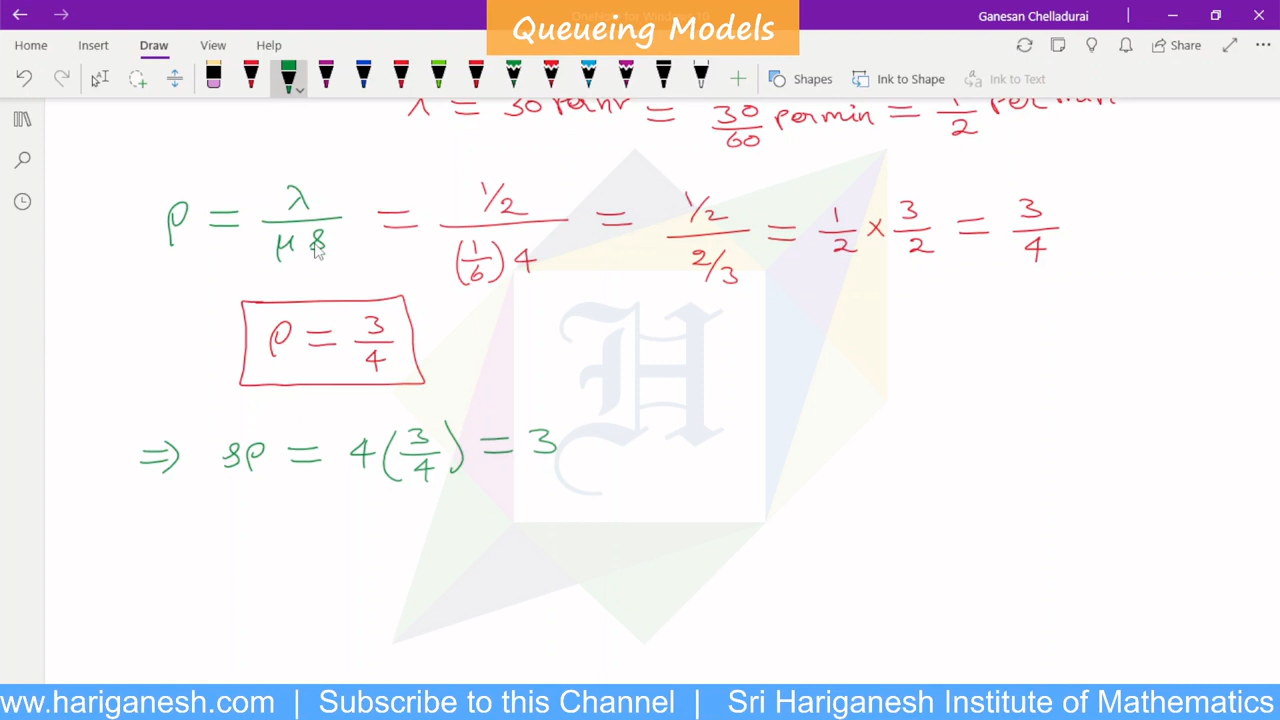 Queueing Models
Ganesan Chelladurai
Home Insert Draw View Help
Share
Shapes
Ink to Shape
Ink to Text
λ = 30 per hr = 30/60 per min = 1/2 per min
ρ = λ/μs = (1/2)/((1/6)4) = (1/2)/(2/3) = 1/2 × 3/2 = 3/4
ρ = 3/4
⇒ sρ = 4(3/4) = 3
H
www.hariganesh.com | Subscribe to this Channel | Sri Hariganesh Institute of Mathematics